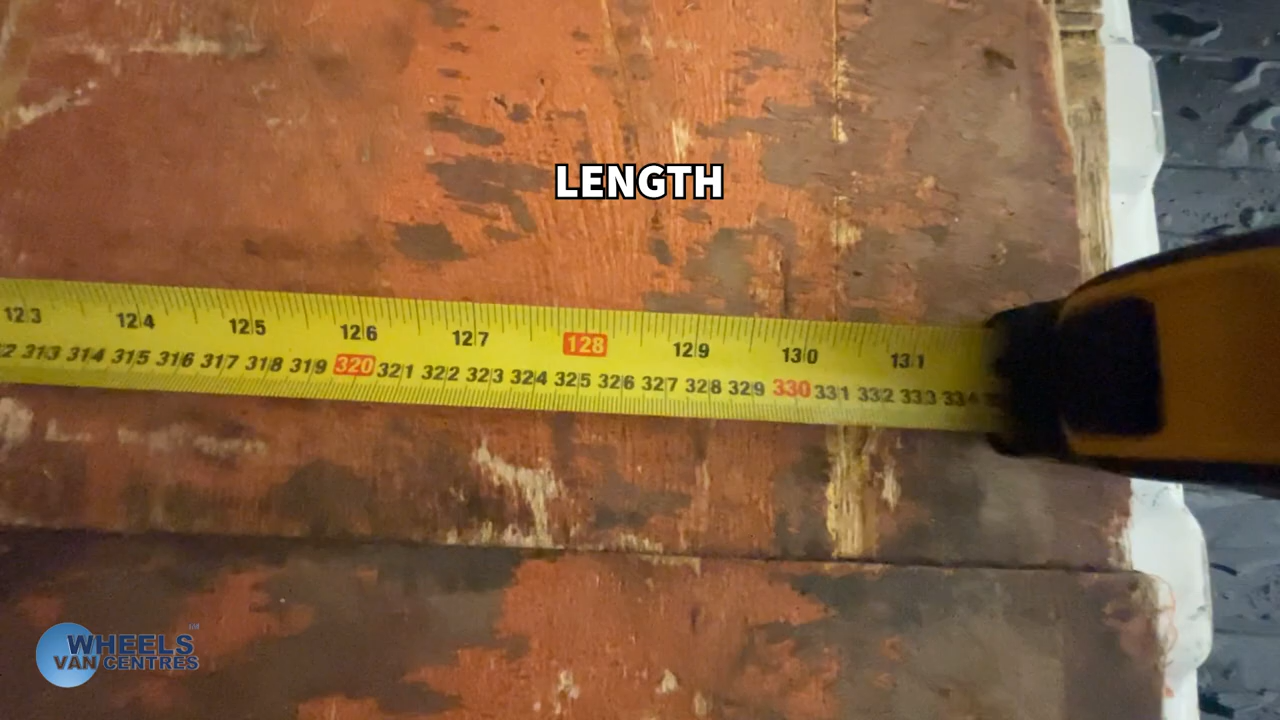 LENGTH
123 124 125 126 127 128 129 130 131
313 314 315 316 317 318 319 320 321 322 323 324 325 326 327 328 329 330 331 332 333 334
WHEELS TM
VAN CENTRES